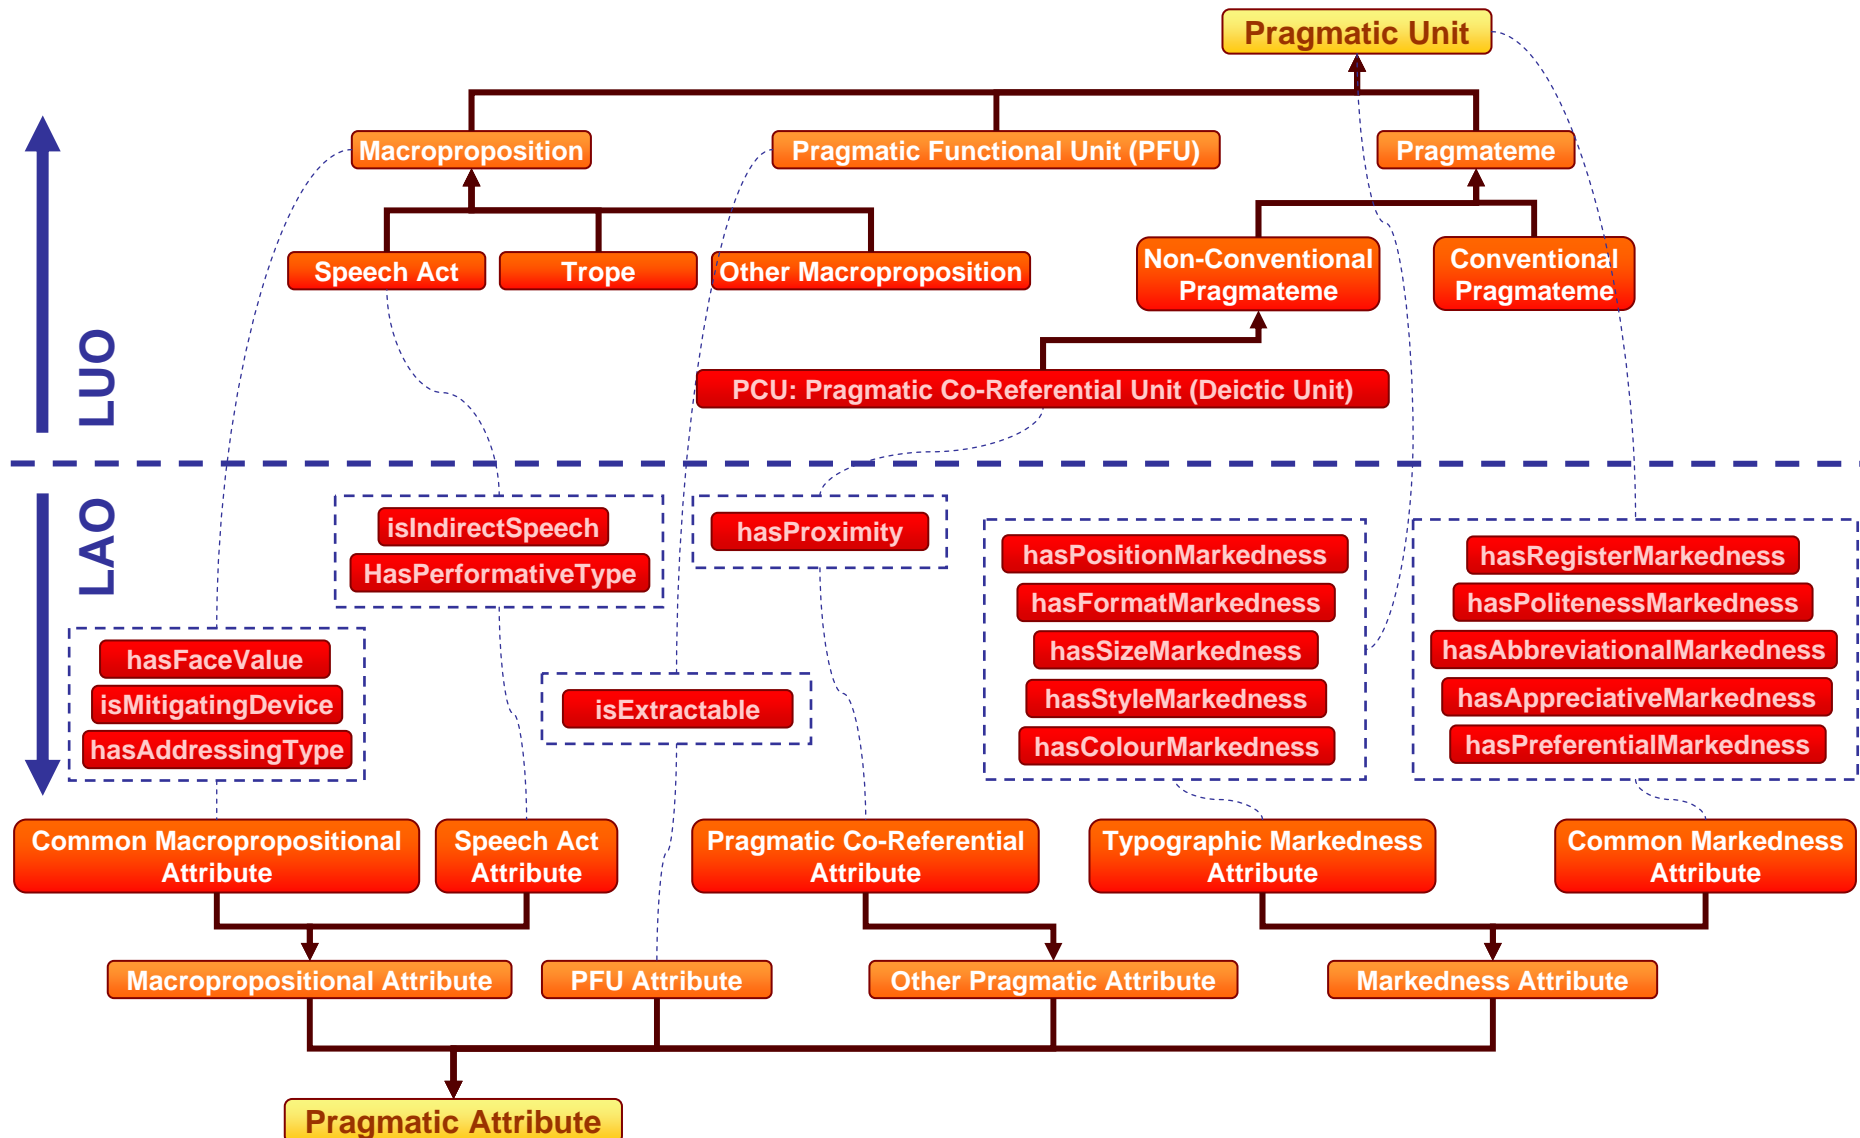 Pragmatic Unit
Macroproposition
Pragmatic Functional Unit (PFU)
Pragmateme
Speech Act
Trope
Other Macroproposition
Non-Conventional
Pragmateme
Conventional
Pragmateme
LUO
PCU: Pragmatic Co-Referential Unit (Deictic Unit)
LAO
isIndirectSpeech
HasPerformativeType
hasProximity
hasPositionMarkedness
hasFormatMarkedness
hasSizeMarkedness
hasStyleMarkedness
hasColourMarkedness
hasRegisterMarkedness
hasPolitenessMarkedness
hasAbbreviationalMarkedness
hasAppreciativeMarkedness
hasPreferentialMarkedness
hasFaceValue
isMitigatingDevice
hasAddressingType
isExtractable
Common Macropropositional
Attribute
Speech Act
Attribute
Pragmatic Co-Referential
Attribute
Typographic Markedness
Attribute
Common Markedness
Attribute
Macropropositional Attribute
PFU Attribute
Other Pragmatic Attribute
Markedness Attribute
Pragmatic Attribute